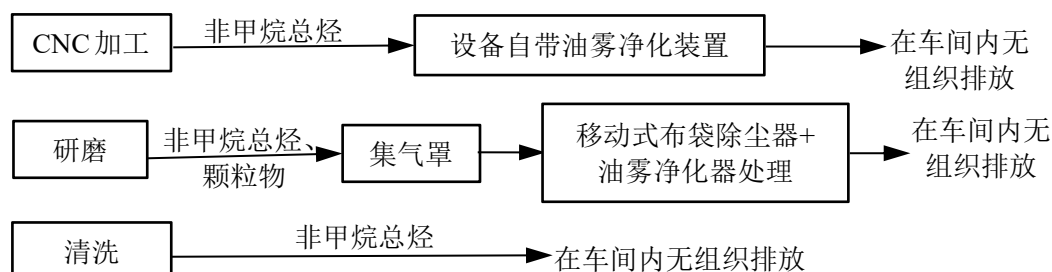 CNC加工
非甲烷总烃
设备自带油雾净化装置
在车间内无
组织排放
研磨
非甲烷总烃、
颗粒物
集气罩
移动式布袋除尘器+
油雾净化器处理
在车间内无
组织排放
清洗
非甲烷总烃
在车间内无组织排放